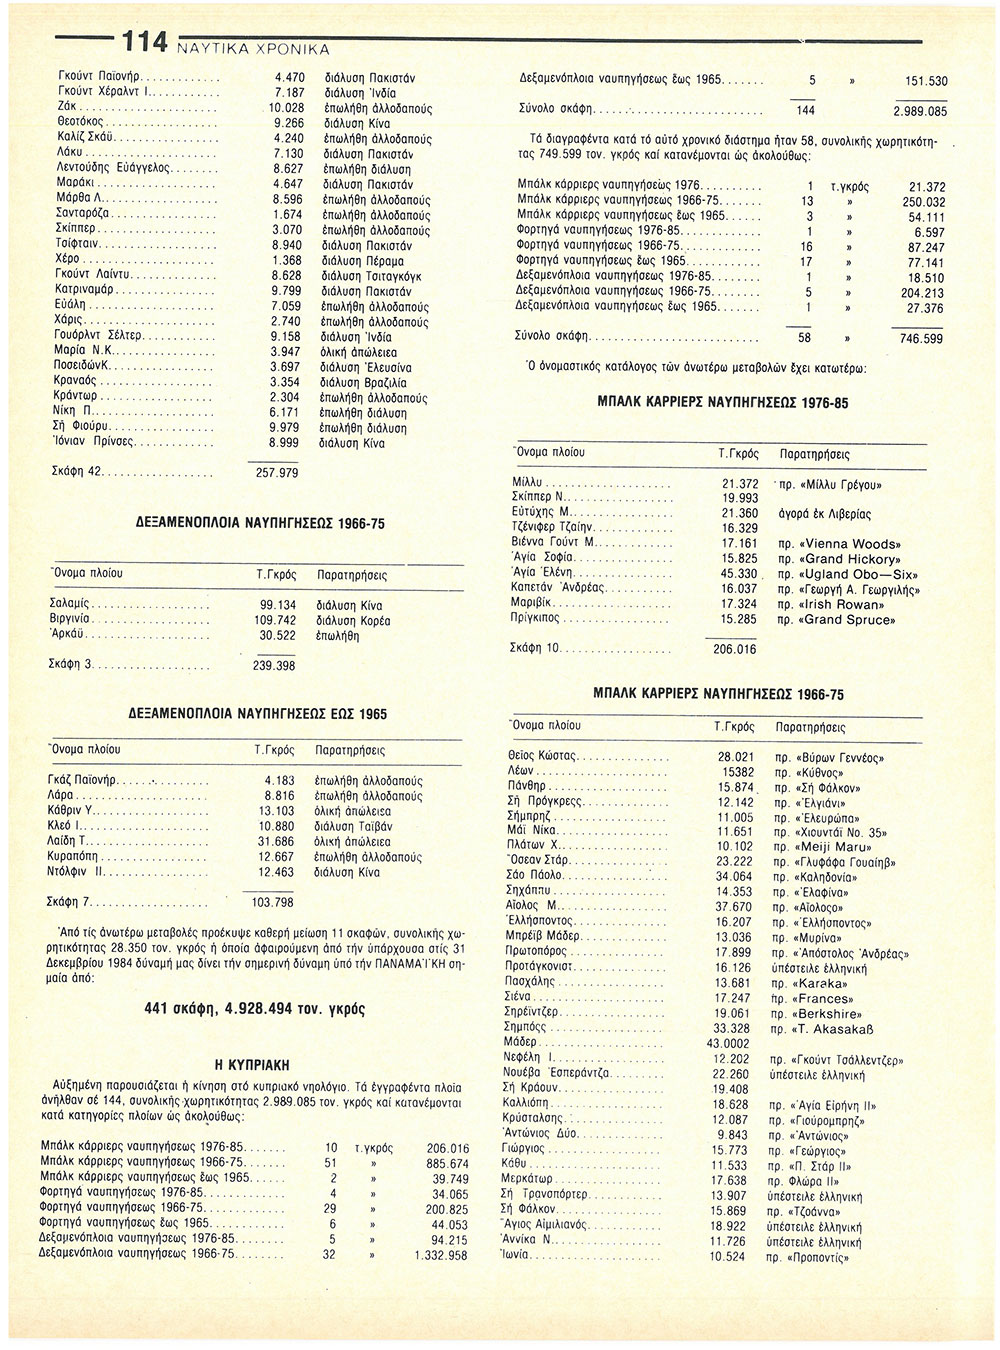 114 ΝΑΥΤΙΚΑ ΧΡΟΝΙΚΑ
Γκούντ Παϊονήρ............. 4.470 διάλυση Πακιστάν
Γκούντ Χέραλντ Ι............. 7.187 διάλυση Ἰνδία
Ζάκ....................... 10.028 ἐπωλήθη ἀλλοδαπούς
Θεοτόκος.................. 9.266 διάλυση Κίνα
Καλίζ Σκάϋ................. 4.240 ἐπωλήθη ἀλλοδαπούς
Λάκυ...................... 7.130 διάλυση Πακιστάν
Λεντούδης Εὐάγγελος........ 8.627 ἐπωλήθη διάλυση
Μαράκι.................... 4.647 διάλυση Πακιστάν
Μάρθα Λ................... 8.596 ἐπωλήθη ἀλλοδαπούς
Σανταρόζα................. 1.674 ἐπωλήθη ἀλλοδαπούς
Σκίππερ................... 3.070 ἐπωλήθη ἀλλοδαπούς
Τσίφταιν................... 8.940 διάλυση Πακιστάν
Χέρο...................... 1.368 διάλυση Πέραμα
Γκούντ Λαίντυ.............. 8.628 διάλυση Τσιταγκόγκ
Κατριναμάρ................ 9.799 διάλυση Πακιστάν
Εὐάλη..................... 7.059 ἐπωλήθη ἀλλοδαπούς
Χάρις..................... 2.740 ἐπωλήθη ἀλλοδαπούς
Γουόρλντ Σέλτερ............ 9.158 διάλυση Ἰνδία
Μαρία Ν.Κ................. 3.947 ὁλική ἀπώλειεα
ΠοσειδώνΚ................. 3.697 διάλυση Ἐλευσίνα
Κραναός................... 3.354 διάλυση Βραζιλία
Κράντωρ................... 2.304 ἐπωλήθη ἀλλοδαπούς
Νίκη Π..................... 6.171 ἐπωλήθη διάλυση
Σῆ Φιούρυ................. 9.979 ἐπωλήθη διάλυση
Ἰόνιαν Πρίνσες............. 8.999 διάλυση Κίνα
Σκάφη 42................... 257.979
ΔΕΞΑΜΕΝΟΠΛΟΙΑ ΝΑΥΠΗΓΗΣΕΩΣ 1966-75
Ὄνομα πλοίου Τ.Γκρός Παρατηρήσεις
Σαλαμίς.................... 99.134 διάλυση Κίνα
Βιργινία.................... 109.742 διάλυση Κορέα
Ἀρκάϋ..................... 30.522 ἐπωλήθη
Σκάφη 3.................... 239.398
ΔΕΞΑΜΕΝΟΠΛΟΙΑ ΝΑΥΠΗΓΗΣΕΩΣ ΕΩΣ 1965
Ὄνομα πλοίου Τ.Γκρός Παρατηρήσεις
Γκάζ Παϊονήρ............... 4.183 ἐπωλήθη ἀλλοδαπούς
Λάρα...................... 8.816 ἐπωλήθη ἀλλοδαπούς
Κάθριν Υ................... 13.103 ὁλική ἀπώλεισα
Κλεό Ι..................... 10.880 διάλυση Ταϊβάν
Λαίδη Τ.................... 31.686 ὁλική ἀπώλεισα
Κυραπόπη................. 12.667 ἐπωλήθη ἀλλοδαπούς
Ντόλφιν ΙΙ.................. 12.463 διάλυση Κίνα
Σκάφη 7.................... 103.798
Ἀπό τίς ἀνωτέρω μεταβολές προέκυψε καθερή μείωση 11 σκαφών, συνολικής χω-
ρητικότητας 28.350 τον. γκρός ἡ ὁποία ἀφαιρούμενη ἀπό τήν ὑπάρχουσα στίς 31
Δεκεμβρίου 1984 δύναμή μας δίνει τήν σημερινή δύναμη ὑπό τήν ΠΑΝΑΜΑΪΚΗ ση-
μαία ἀπό:
441 σκάφη, 4.928.494 τον. γκρός
Η ΚΥΠΡΙΑΚΗ
Αὐξημένη παρουσιάζεται ἡ κίνηση στό κυπριακό νηολόγιο. Τά ἐγγραφέντα πλοία
ἀνήλθαν σέ 144, συνολικής χωρητικότητας 2.989.085 τον. γκρός καί κατανέμονται
κατά κατηγορίες πλοίων ὡς ἀκολούθως:
Μπάλκ κάρριερς ναυπηγήσεως 1976-85....... 10 τ.γκρός 206.016
Μπάλκ κάρριερς ναυπηγήσεως 1966-75....... 51 » 885.674
Μπάλκ κάρριερς ναυπηγήσεως ἕως 1965...... 2 » 39.749
Φορτηγά ναυπηγήσεως 1976-85............. 4 » 34.065
Φορτηγά ναυπηγήσεως 1966-75............. 29 » 200.825
Φορτηγά ναυπηγήσεως ἕως 1965............ 6 » 44.053
Δεξαμενόπλοια ναυπηγήσεως 1976-85........ 5 » 94.215
Δεξαμενόπλοια ναυπηγήσεως 1966-75........ 32 » 1.332.958
Δεξαμενόπλοια ναυπηγήσεως ἕως 1965....... 5 » 151.530
Σύνολο σκάφη............................. 144 2.989.085
Τά διαγραφέντα κατά τό αὐτό χρονικό διάστημα ἤταν 58, συνολικής χωρητικότη-
τας 749.599 τον. γκρός καί κατανέμονται ὡς ἀκολούθως:
Μπάλκ κάρριερς ναυπηγήσεως 1976.......... 1 τ.γκρός 21.372
Μπάλκ κάρριερς ναυπηγήσεως 1966-75....... 13 » 250.032
Μπάλκ κάρριερς ναυπηγήσεως ἕως 1965...... 3 » 54.111
Φορτηγά ναυπηγήσεως 1976-85............. 1 » 6.597
Φορτηγά ναυπηγήσεως 1966-75............. 16 » 87.247
Φορτηγά ναυπηγήσεως ἕως 1965............ 17 » 77.141
Δεξαμενόπλοια ναυπηγήσεως 1976-85........ 1 » 18.510
Δεξαμενόπλοια ναυπηγήσεως 1966-75........ 5 » 204.213
Δεξαμενόπλοια ναυπηγήσεως ἕως 1965....... 1 » 27.376
Σύνολο σκάφη............................. 58 » 746.599
Ὁ ὀνομαστικός κατάλογος τῶν ἀνωτέρω μεταβολών ἔχει κατωτέρω:
ΜΠΑΛΚ ΚΑΡΡΙΕΡΣ ΝΑΥΠΗΓΗΣΕΩΣ 1976-85
Ὄνομα πλοίου Τ.Γκρός Παρατηρήσεις
Μίλλυ..................... 21.372 πρ. «Μίλλυ Γρέγου»
Σκίππερ Ν................. 19.993
Εὐτύχης Μ................. 21.360 ἀγορά ἐκ Λιβερίας
Τζένιφερ Τζαίην............. 16.329
Βιέννα Γούντ Μ............. 17.161 πρ. «Vienna Woods»
Ἁγία Σοφία................. 15.825 πρ. «Grand Hickory»
Ἁγία Ἑλένη................. 45.330 πρ. «Ugland Obo—Six»
Καπετάν Ἀνδρέας........... 16.037 πρ. «Γεωργή Α. Γεωργιλής»
Μαριβίκ................... 17.324 πρ. «Irish Rowan»
Πρίγκιπος.................. 15.285 πρ. «Grand Spruce»
Σκάφη 10................... 206.016
ΜΠΑΛΚ ΚΑΡΡΙΕΡΣ ΝΑΥΠΗΓΗΣΕΩΣ 1966-75
Ὄνομα πλοίου Τ.Γκρός Παρατηρήσεις
Θεῖος Κώστας............... 28.021 πρ. «Βύρων Γεννέος»
Λέων...................... 15382 πρ. «Κύθνος»
Πάνθηρ.................... 15.874 πρ. «Σῆ Φάλκον»
Σῆ Πρόγκρεςς.............. 12.142 πρ. «Ἐλγιάνι»
Σήμπρηζ................... 11.005 πρ. «Ἐλευρώπα»
Μάϊ Νίκα................... 11.651 πρ. «Χιουντάϊ Νο. 35»
Πλάτων Χ.................. 10.102 πρ. «Meiji Maru»
Ὄσεαν Στάρ................ 23.222 πρ. «Γλυφάφα Γουαίηβ»
Σάο Πάολο................. 34.064 πρ. «Καληδονία»
Σηχάππυ.................. 14.353 πρ. «Ἐλαφίνα»
Αἴολος Μ................... 37.670 πρ. «Αἴολοςο»
Ἑλλήσποντος............... 16.207 πρ. «Ἑλλήσποντος»
Μπρέϊβ Μάδερ.............. 13.036 πρ. «Μυρίνα»
Πρωτοπόρος............... 17.899 πρ. «Ἀπόστολος Ἀνδρέας»
Προτάγκονιστ............... 16.126 ὑπέστειλε ἑλληνική
Πασχάλης.................. 13.681 πρ. «Karaka»
Σιένα...................... 17.247 πρ. «Frances»
Σηρέϊντζερ................. 19.061 πρ. «Berkshire»
Σημπόςς................... 33.328 πρ. «T. Akasakaß
Μάδερ..................... 43.0002
Νεφέλη Ι................... 12.202 πρ. «Γκούντ Τσάλλεντζερ»
Νουέβα Ἐσπεράντζα......... 22.260 ὑπέστειλε ἑλληνική
Σῆ Κράουν................. 19.408
Καλλιόπη.................. 18.628 πρ. «Ἁγία Εἰρήνη ΙΙ»
Κρύσταλσης................ 12.087 πρ. «Γιούρομπρηζ»
Ἀντώνιος Δύο............... 9.843 πρ. «Ἀντώνιος»
Γιώργιος................... 15.773 πρ. «Γεώργιος»
Κάθυ...................... 11.533 πρ. «Π. Στάρ ΙΙ»
Μερκάτωρ................. 17.638 πρ. Φλώρα ΙΙ»
Σῆ Τρανσπόρτερ............ 13.907 ὑπέστειλε ἑλληνική
Σῆ Φάλκον................. 15.869 πρ. «Τζοάννα»
Ἅγιος Αἰμιλιανός............ 18.922 ὑπέστειλε ἑλληνική
Ἀννίκα Ν................... 11.726 ὑπέστειλε ἑλληνική
Ἰωνία...................... 10.524 πρ. «Προποντίς»